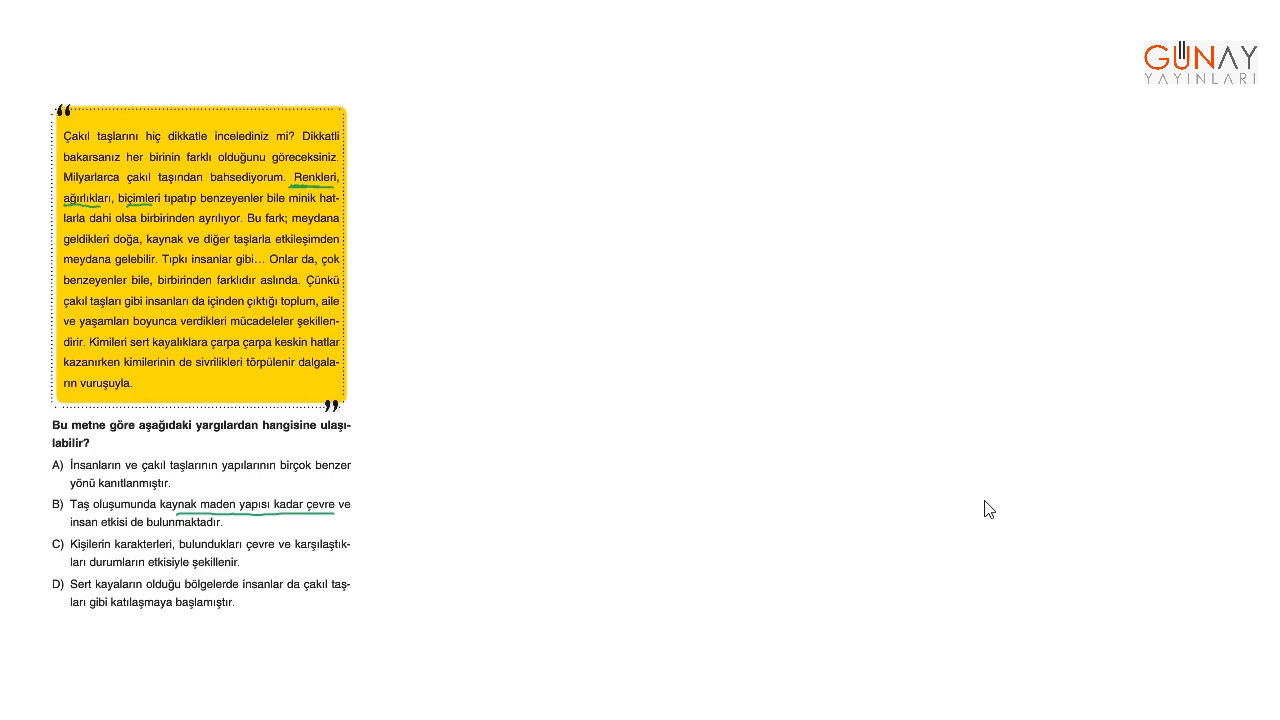 GÜNAY
YAYINLARI
“
Çakıl taşlarını hiç dikkatle incelediniz mi? Dikkatli
bakarsanız her birinin farklı olduğunu göreceksiniz.
Milyarlarca çakıl taşından bahsediyorum. Renkleri,
ağırlıkları, biçimleri tıpatıp benzeyenler bile minik hat-
larla dahi olsa birbirinden ayrılıyor. Bu fark; meydana
geldikleri doğa, kaynak ve diğer taşlarla etkileşimden
meydana gelebilir. Tıpkı insanlar gibi... Onlar da, çok
benzeyenler bile, birbirinden farklıdır aslında. Çünkü
çakıl taşları gibi insanları da içinden çıktığı toplum, aile
ve yaşamları boyunca verdikleri mücadeleler şekillen-
dirir. Kimileri sert kayalıklara çarpa çarpa keskin hatlar
kazanırken kimilerinin de sivrilikleri törpülenir dalgala-
rın vuruşuyla.
”
Bu metne göre aşağıdaki yargılardan hangisine ulaşı-
labilir?
A) İnsanların ve çakıl taşlarının yapılarının birçok benzer
yönü kanıtlanmıştır.
B) Taş oluşumunda kaynak maden yapısı kadar çevre ve
insan etkisi de bulunmaktadır.
C) Kişilerin karakterleri, bulundukları çevre ve karşılaştık-
ları durumların etkisiyle şekillenir.
D) Sert kayaların olduğu bölgelerde insanlar da çakıl taş-
ları gibi katılaşmaya başlamıştır.